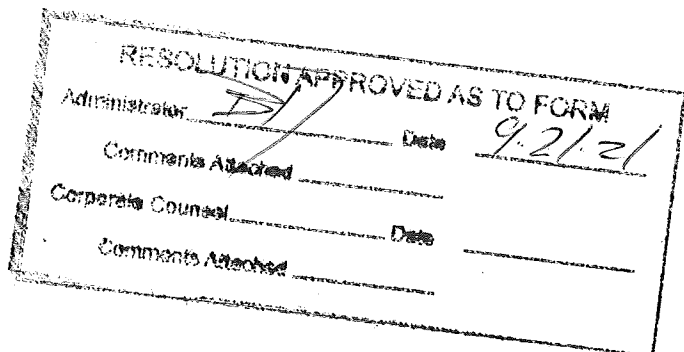 RESOLUTION APPROVED AS TO FORM
Administrator Date 9.21.21
Comments Attached
Corporate Counsel Date
Comments Attached